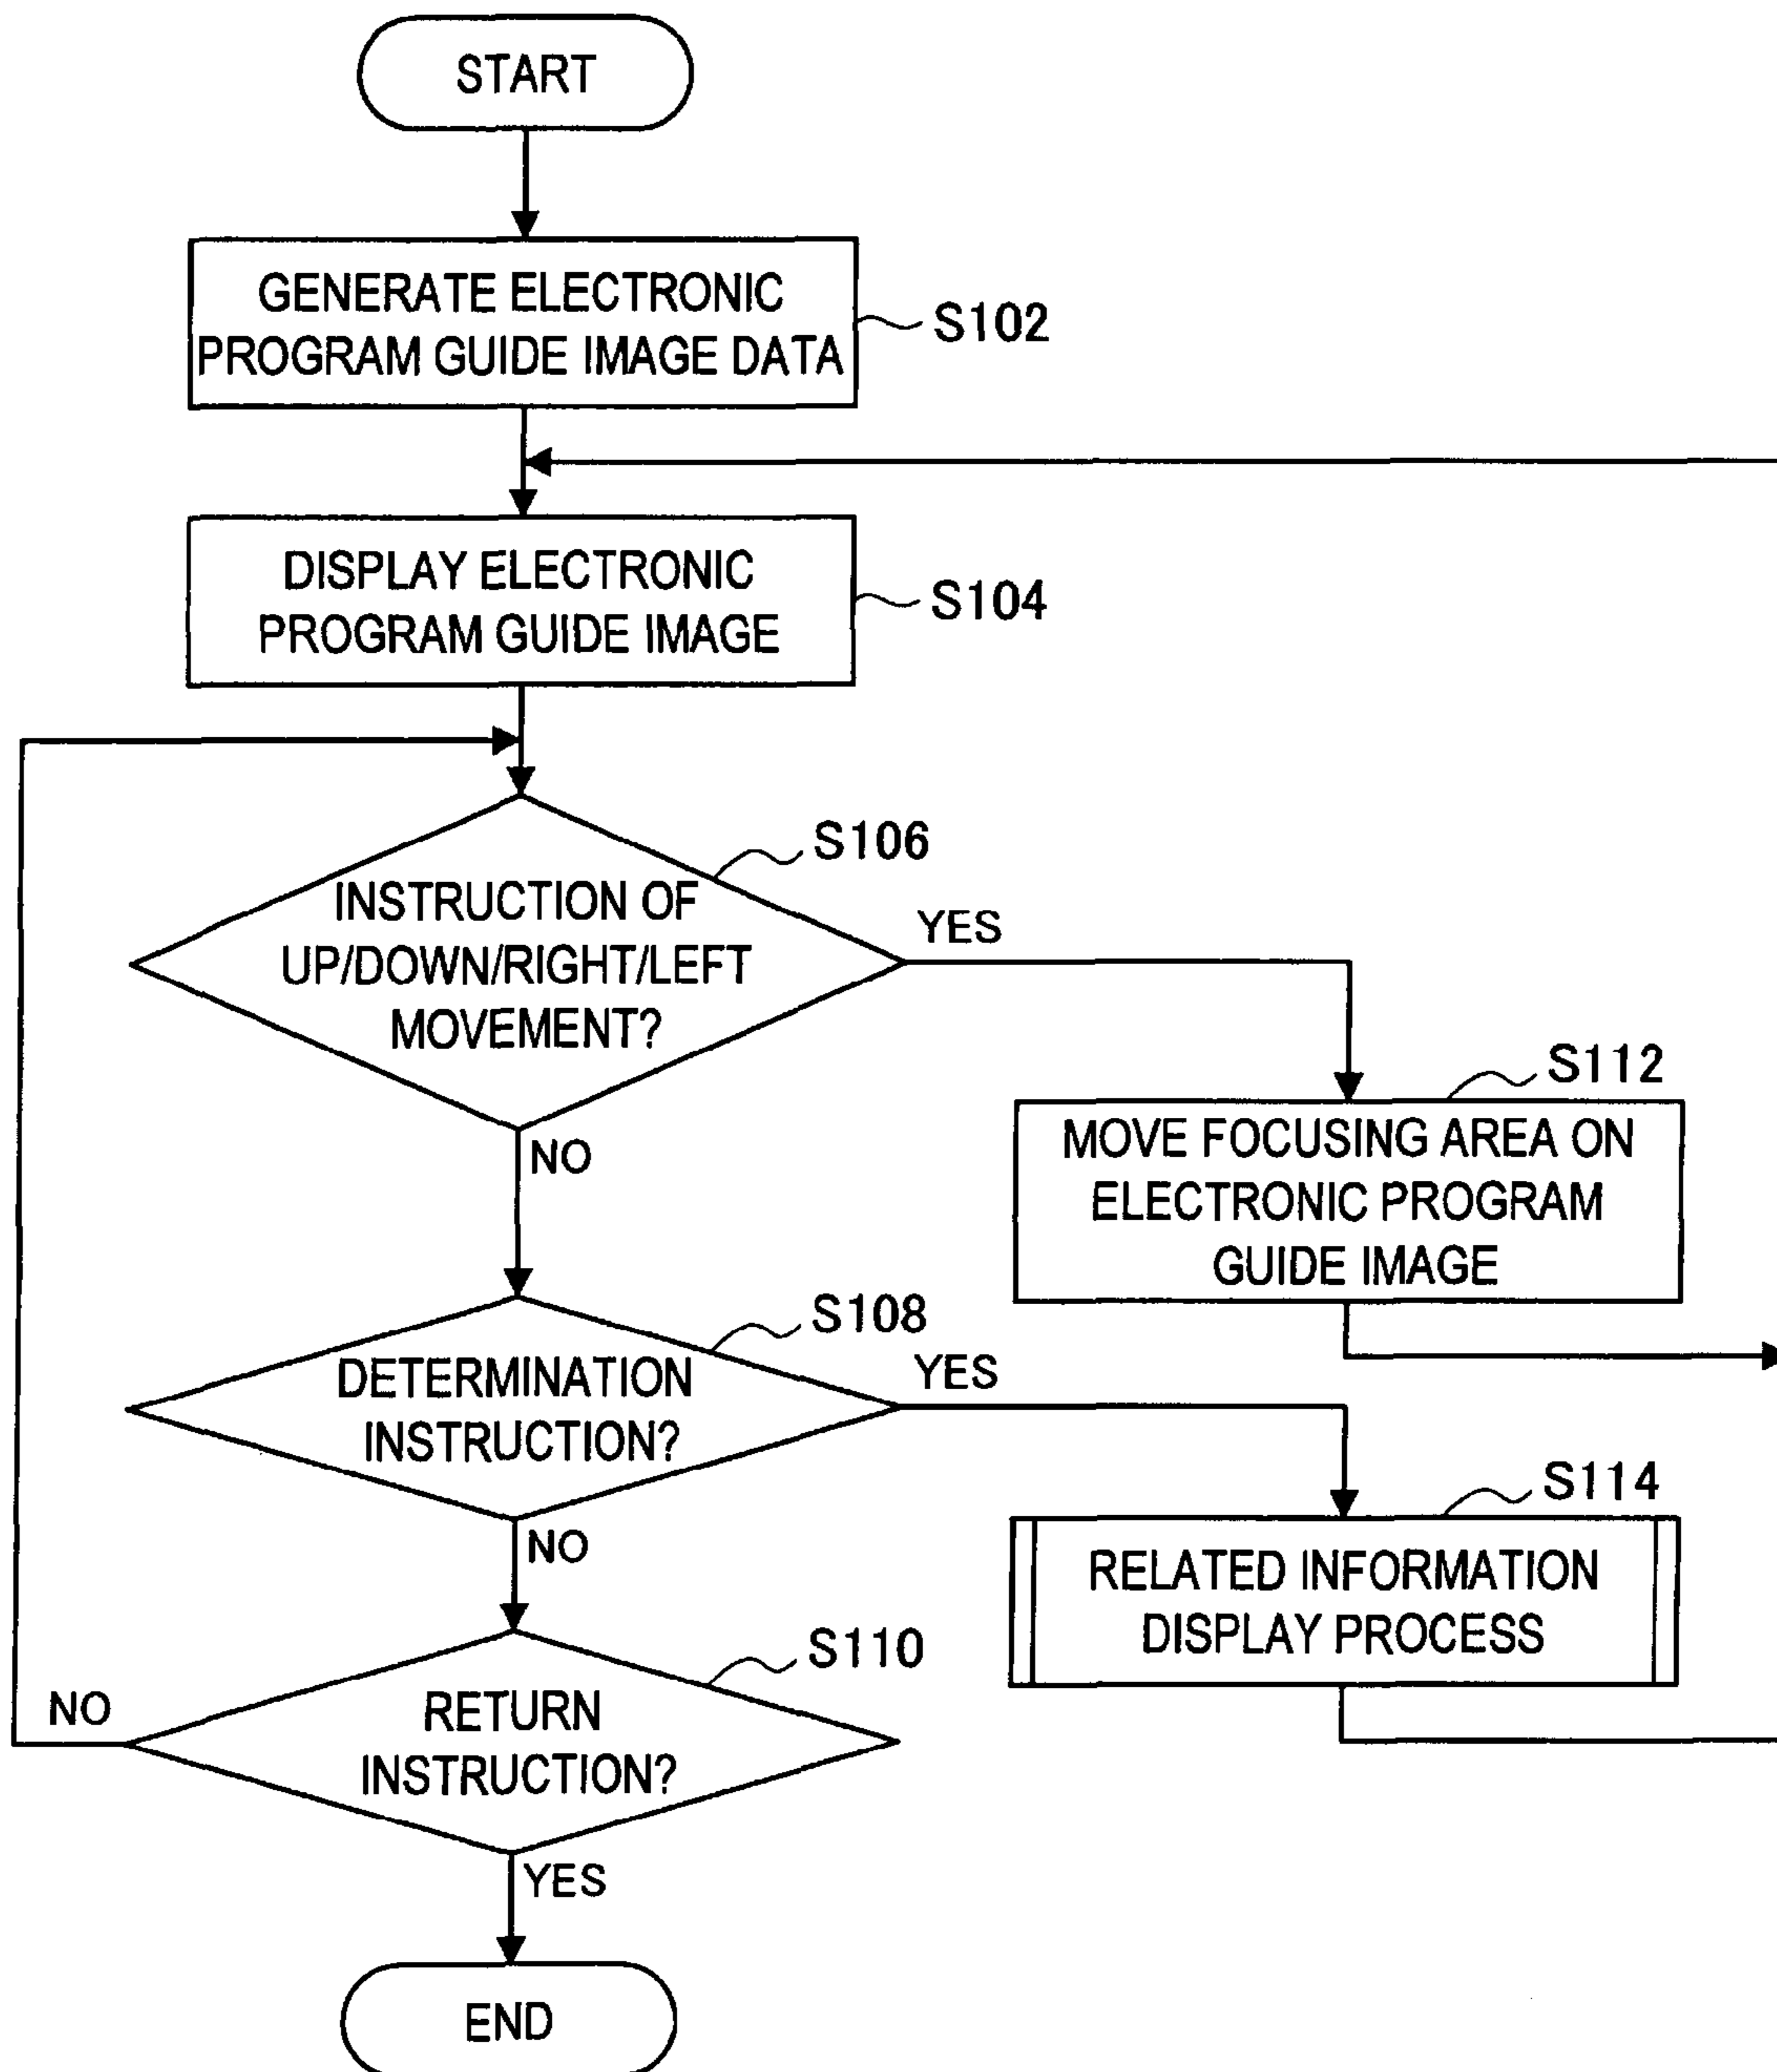 START
GENERATE ELECTRONIC
PROGRAM GUIDE IMAGE DATA
S102
DISPLAY ELECTRONIC
PROGRAM GUIDE IMAGE
S104
S106
INSTRUCTION OF
UP/DOWN/RIGHT/LEFT
MOVEMENT?
YES
NO
S112
MOVE FOCUSING AREA ON
ELECTRONIC PROGRAM
GUIDE IMAGE
S108
DETERMINATION
INSTRUCTION?
YES
NO
S114
RELATED INFORMATION
DISPLAY PROCESS
S110
RETURN
INSTRUCTION?
NO
YES
END